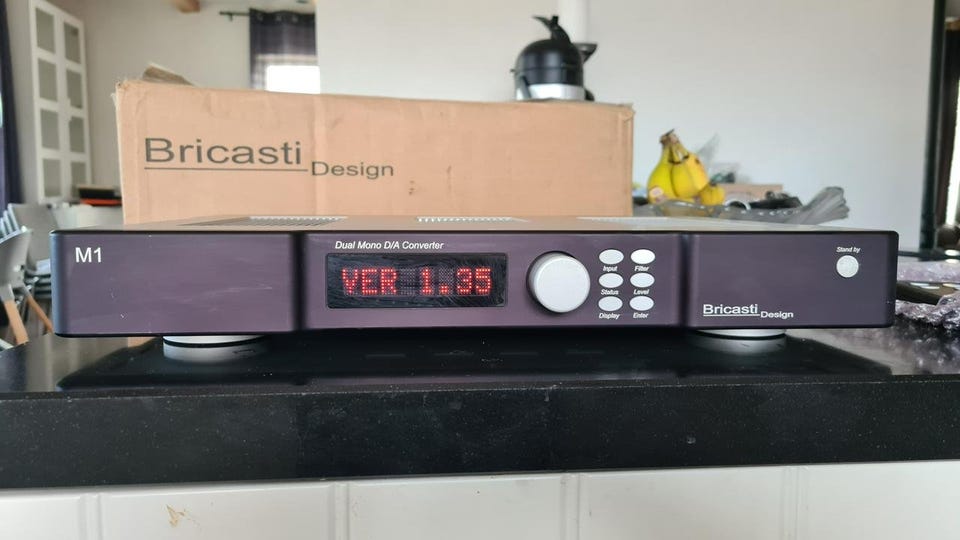 Bricasti Design
M1
Dual Mono D/A Converter
VER 1.35
Input Filter
Status Level
Display Enter
Stand by
Bricasti Design